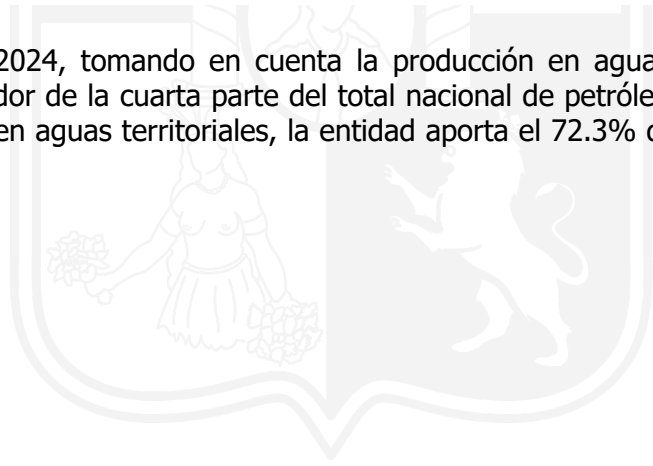 2024, tomando en cuenta la producción en agua
dor de la cuarta parte del total nacional de petróle
en aguas territoriales, la entidad aporta el 72.3%